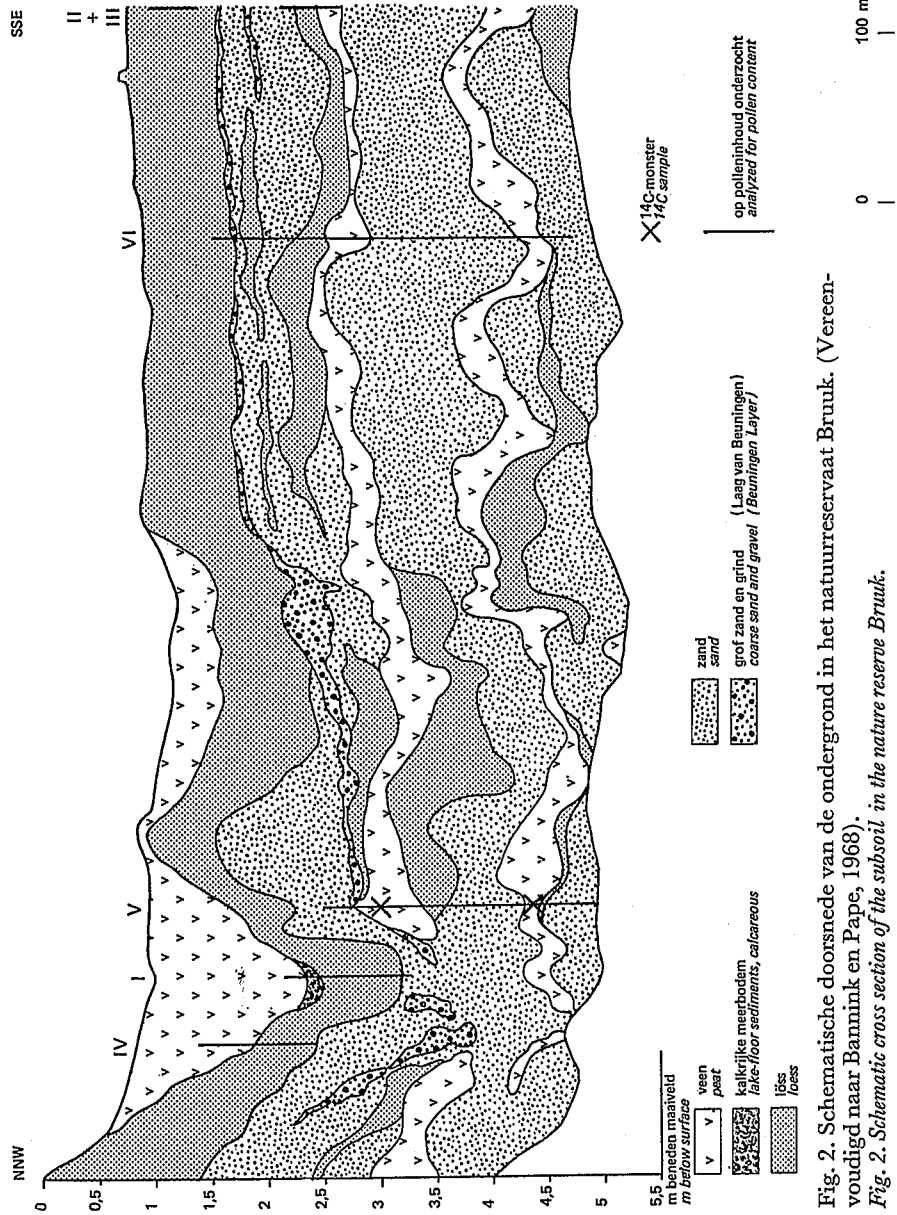 NNW
SSE
IV
I
V
VI
II
+
III
0
0,5
1
1,5
2
2,5
3
3,5
4
4,5
5
5,5
m beneden maaiveld
m below surface
veen
peat
kalkrijke meerbodem
lake-floor sediments, calcareous
löss
loess
zand
sand
grof zand en grind (Laag van Beuningen)
coarse sand and gravel (Beuningen Layer)
14C-monster
14C sample
op polleninhoud onderzocht
analyzed for pollen content
0
100 m
Fig. 2. Schematische doorsnede van de ondergrond in het natuurreservaat Bruuk. (Vereen-
voudigd naar Bannink en Pape, 1968).
Fig. 2. Schematic cross section of the subsoil in the nature reserve Bruuk.